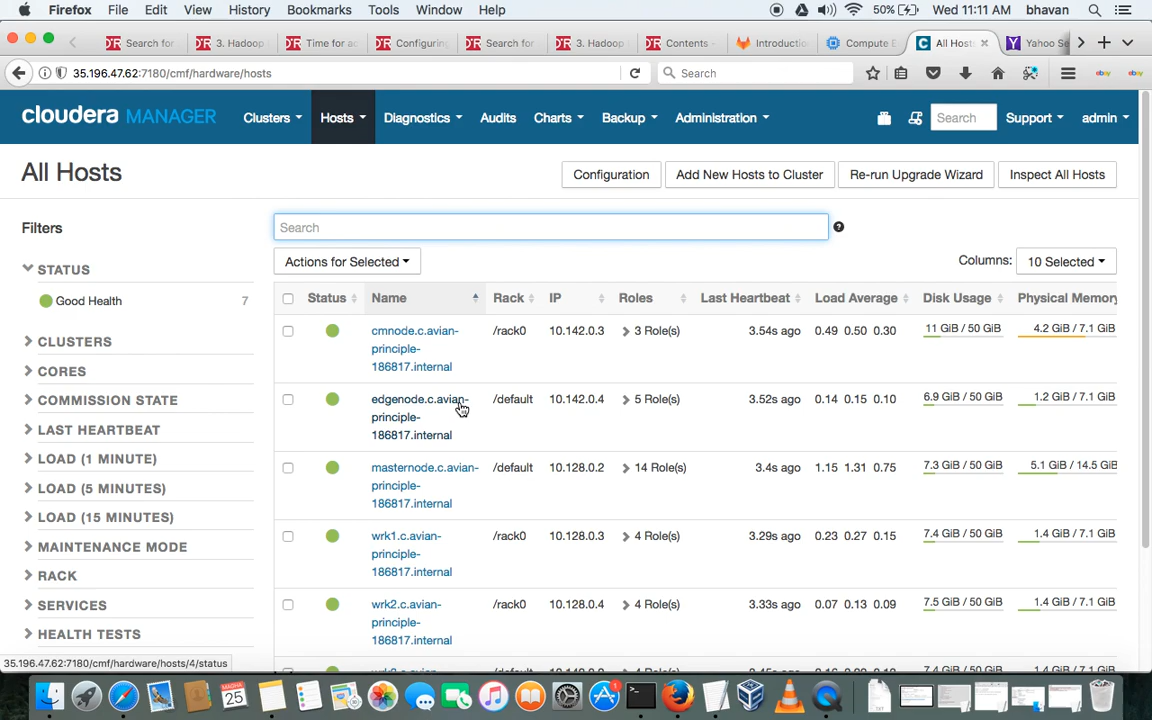 Firefox File Edit View History Bookmarks Tools Window Help 50% Wed 11:11 AM bhavan
Search for 3. Hadoop Time for ac Configuring Search for 3. Hadoop Contents - Introductio Compute E All Hosts Yahoo Se
35.196.47.62:7180/cmf/hardware/hosts Search ebay ebay
cloudera MANAGER Clusters Hosts Diagnostics Audits Charts Backup Administration Search Support admin
All Hosts Configuration Add New Hosts to Cluster Re-run Upgrade Wizard Inspect All Hosts
Filters Search
STATUS Actions for Selected Columns: 10 Selected
Good Health 7
Status Name Rack IP Roles Last Heartbeat Load Average Disk Usage Physical Memory
CLUSTERS
CORES
COMMISSION STATE
LAST HEARTBEAT
LOAD (1 MINUTE)
LOAD (5 MINUTES)
LOAD (15 MINUTES)
MAINTENANCE MODE
RACK
SERVICES
HEALTH TESTS
cmnode.c.avian- /rack0 10.142.0.3 3 Role(s) 3.54s ago 0.49 0.50 0.30 11 GiB / 50 GiB 4.2 GiB / 7.1 GiB
principle-
186817.internal
edgenode.c.avian- /default 10.142.0.4 5 Role(s) 3.52s ago 0.14 0.15 0.10 6.9 GiB / 50 GiB 1.2 GiB / 7.1 GiB
principle-
186817.internal
masternode.c.avian- /default 10.128.0.2 14 Role(s) 3.4s ago 1.15 1.31 0.75 7.3 GiB / 50 GiB 5.1 GiB / 14.5 GiB
principle-
186817.internal
wrk1.c.avian- /rack0 10.128.0.3 4 Role(s) 3.29s ago 0.23 0.27 0.15 7.4 GiB / 50 GiB 1.4 GiB / 7.1 GiB
principle-
186817.internal
wrk2.c.avian- /rack0 10.128.0.4 4 Role(s) 3.33s ago 0.07 0.13 0.09 7.5 GiB / 50 GiB 1.4 GiB / 7.1 GiB
principle-
186817.internal
35.196.47.62:7180/cmf/hardware/hosts/4/status
25